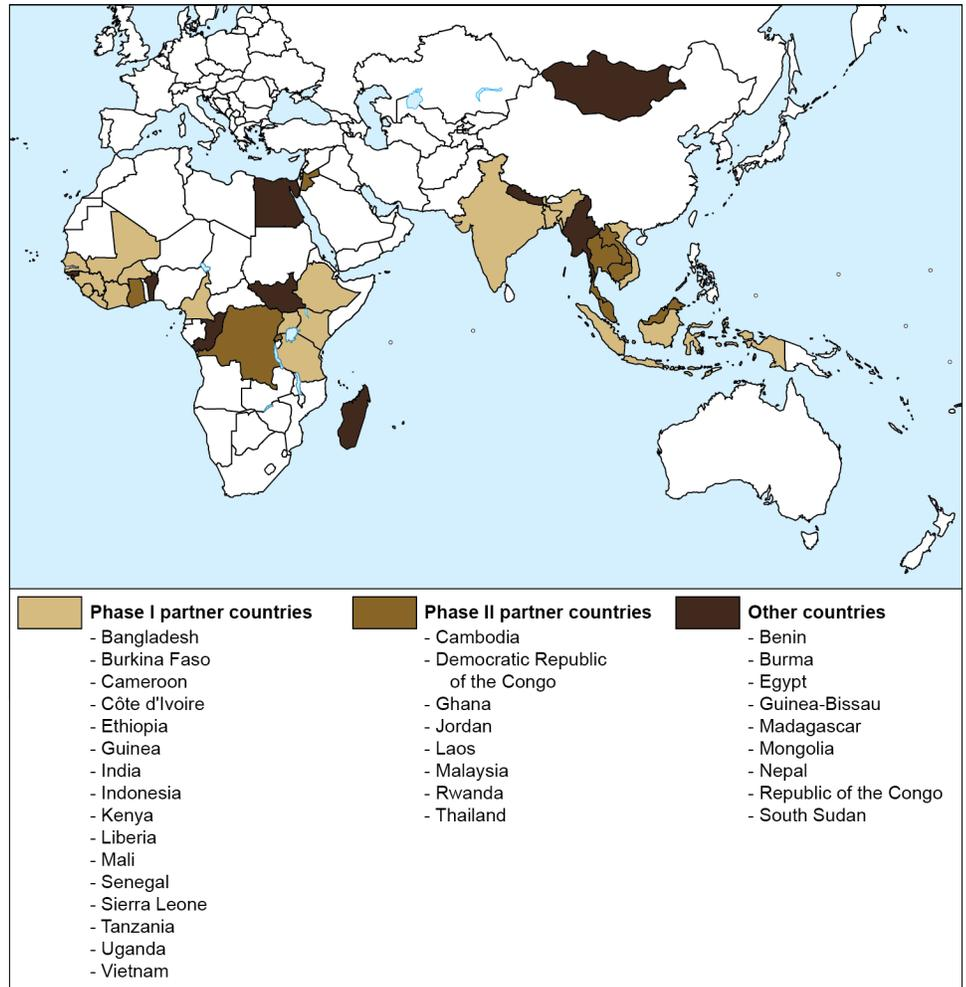 Phase I partner countries
- Bangladesh
- Burkina Faso
- Cameroon
- Côte d'Ivoire
- Ethiopia
- Guinea
- India
- Indonesia
- Kenya
- Liberia
- Mali
- Senegal
- Sierra Leone
- Tanzania
- Uganda
- Vietnam
Phase II partner countries
- Cambodia
- Democratic Republic
of the Congo
- Ghana
- Jordan
- Laos
- Malaysia
- Rwanda
- Thailand
Other countries
- Benin
- Burma
- Egypt
- Guinea-Bissau
- Madagascar
- Mongolia
- Nepal
- Republic of the Congo
- South Sudan